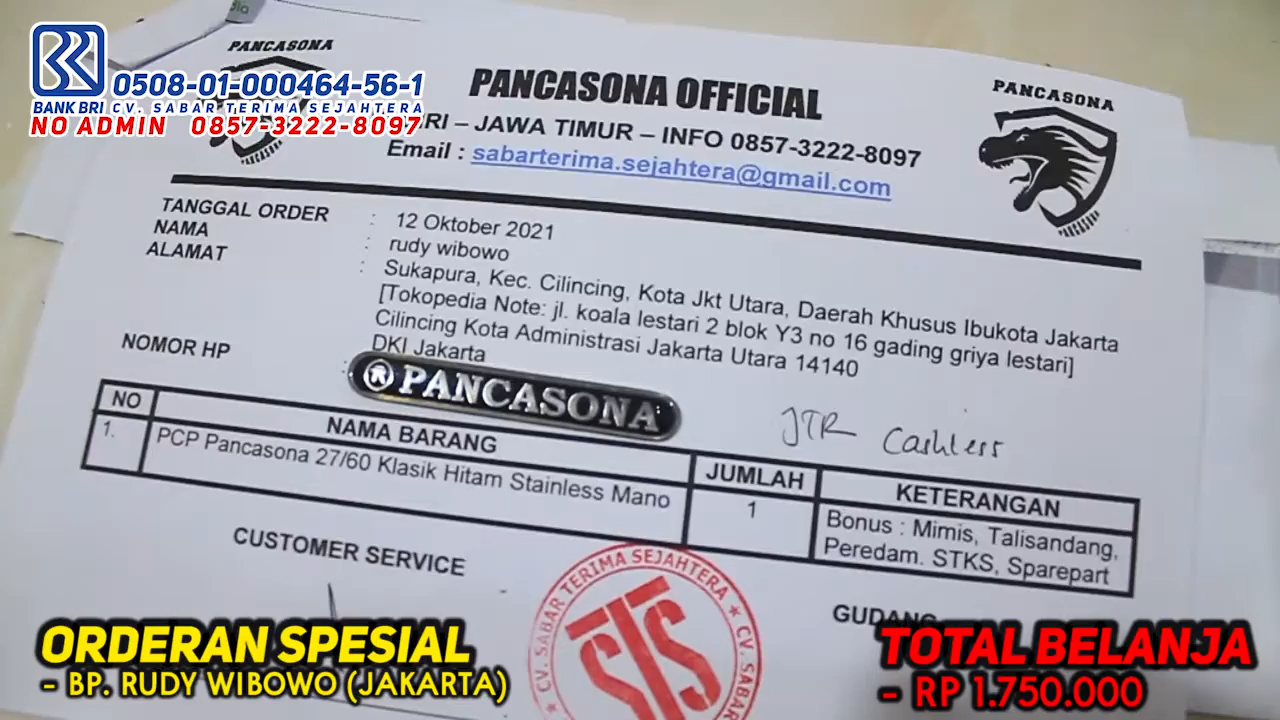 PANCASONA
BRI
0508-01-000464-56-1
BANK BRI CV. SABAR TERIMA SEJAHTERA
NO ADMIN 0857-3222-8097
PANCASONA OFFICIAL
RI – JAWA TIMUR – INFO 0857-3222-8097
Email : sabarterima.sejahtera@gmail.com
PANCASONA
PANCASONA
TANGGAL ORDER : 12 Oktober 2021
NAMA : rudy wibowo
ALAMAT : Sukapura, Kec. Cilincing, Kota Jkt Utara, Daerah Khusus Ibukota Jakarta
[Tokopedia Note: jl. koala lestari 2 blok Y3 no 16 gading griya lestari]
Cilincing Kota Administrasi Jakarta Utara 14140
DKI Jakarta
NOMOR HP
® PANCASONA
JTR Cashless
NO NAMA BARANG JUMLAH KETERANGAN
1. PCP Pancasona 27/60 Klasik Hitam Stainless Mano 1 Bonus : Mimis, Talisandang,
Peredam. STKS, Sparepart
CUSTOMER SERVICE
GUDANG
CV. SABAR TERIMA SEJAHTERA ★ CV. SABAR
STS
ORDERAN SPESIAL
- BP. RUDY WIBOWO (JAKARTA)
TOTAL BELANJA
- RP 1.750.000